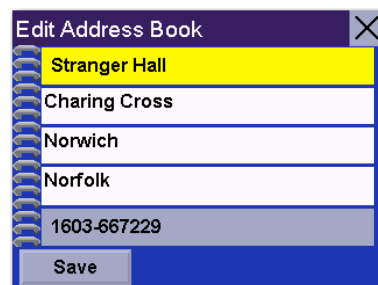 Edit Address Book
Stranger Hall
Charing Cross
Norwich
Norfolk
1603-667229
Save